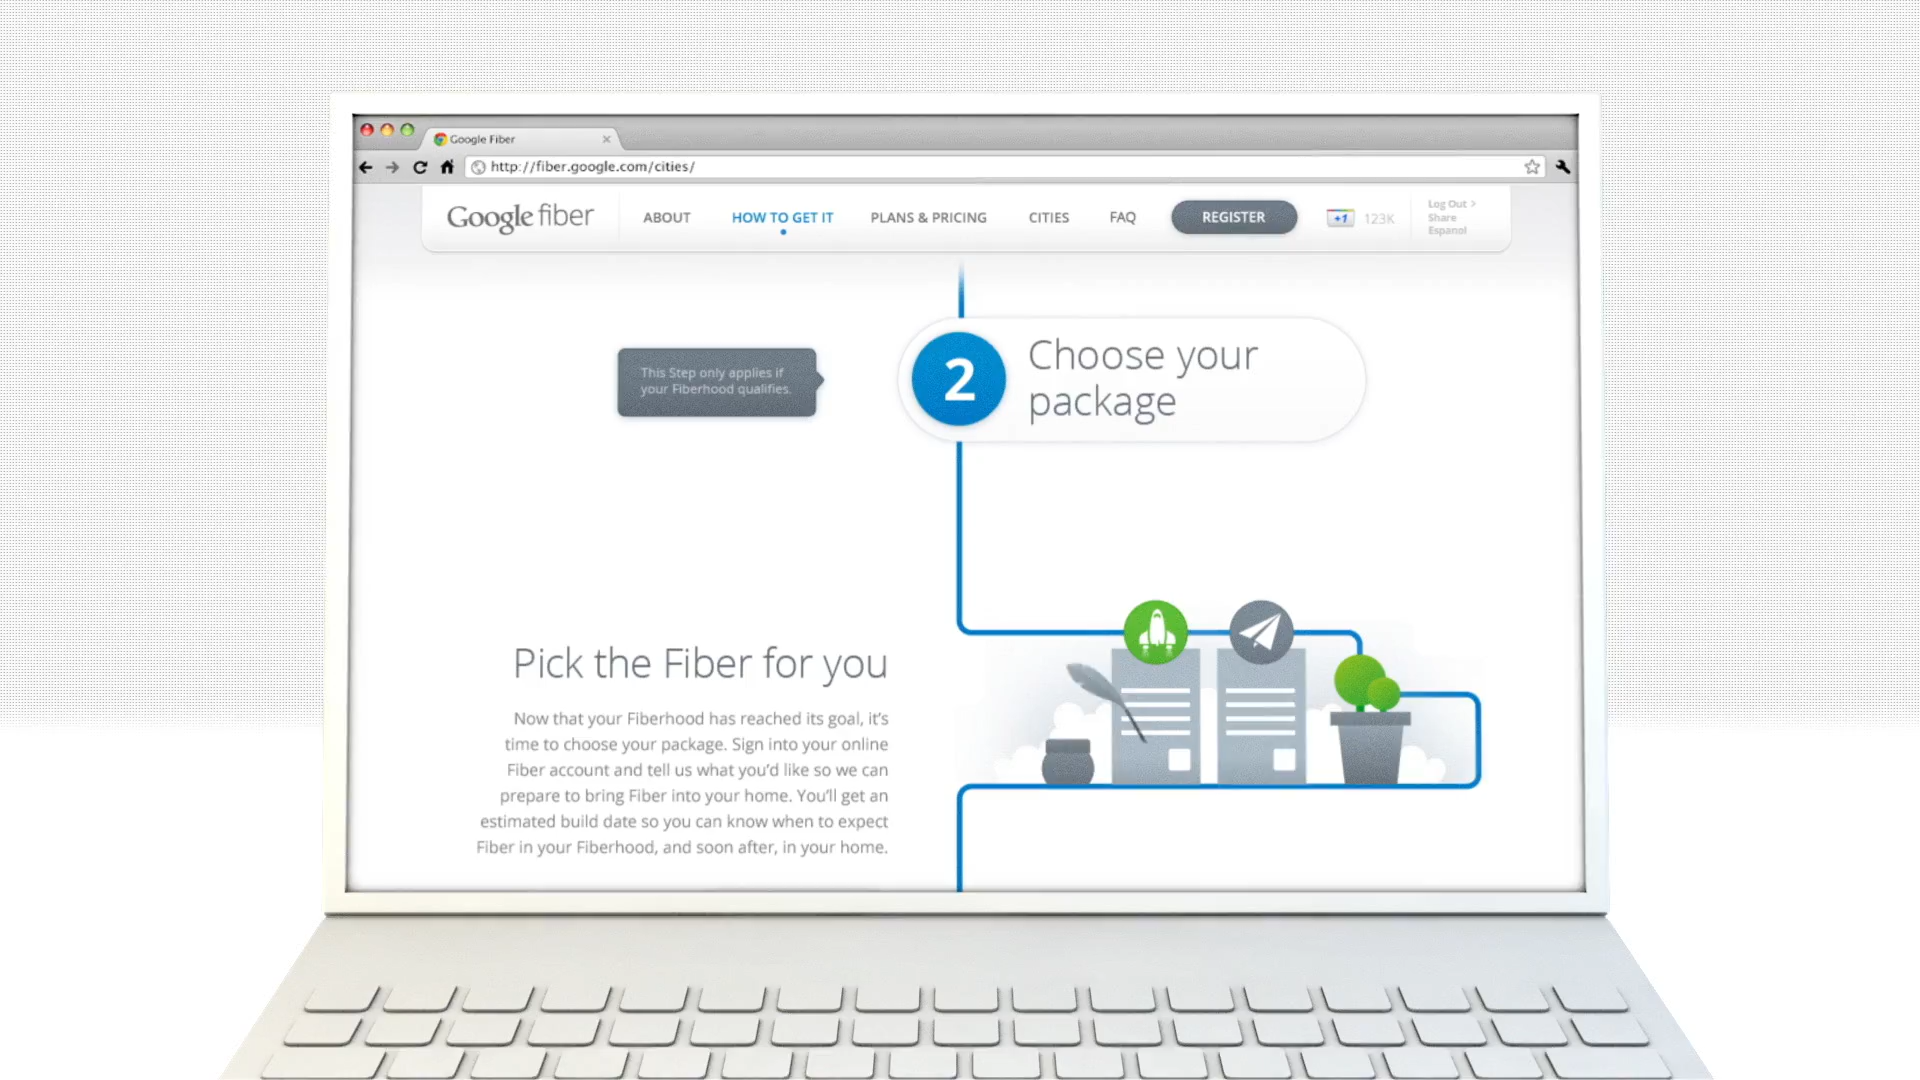 Google Fiber
http://fiber.google.com/cities/
Google fiber
ABOUT
HOW TO GET IT
PLANS & PRICING
CITIES
FAQ
REGISTER
+1
123K
Log Out >
Share
Espanol
This Step only applies if
your Fiberhood qualifies.
2
Choose your
package
Pick the Fiber for you
Now that your Fiberhood has reached its goal, it's
time to choose your package. Sign into your online
Fiber account and tell us what you'd like so we can
prepare to bring Fiber into your home. You'll get an
estimated build date so you can know when to expect
Fiber in your Fiberhood, and soon after, in your home.